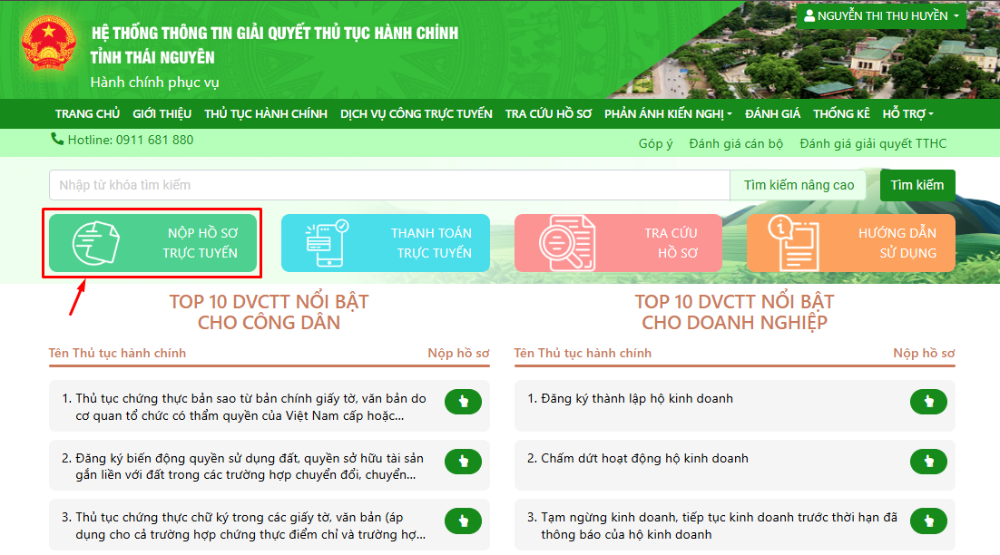 HỆ THỐNG THÔNG TIN GIẢI QUYẾT THỦ TỤC HÀNH CHÍNH
TỈNH THÁI NGUYÊN
Hành chính phục vụ
NGUYỄN THI THU HUYỀN
TRANG CHỦ GIỚI THIỆU THỦ TỤC HÀNH CHÍNH DỊCH VỤ CÔNG TRỰC TUYẾN TRA CỨU HỒ SƠ PHẢN ÁNH KIẾN NGHỊ ĐÁNH GIÁ THỐNG KÊ HỖ TRỢ
Hotline: 0911 681 880
Góp ý Đánh giá cán bộ Đánh giá giải quyết TTHC
Nhập từ khóa tìm kiếm Tìm kiếm nâng cao Tìm kiếm
NỘP HỒ SƠ
TRỰC TUYẾN
THANH TOÁN
TRỰC TUYẾN
TRA CỨU
HỒ SƠ
HƯỚNG DẪN
SỬ DỤNG
TOP 10 DVCTT NỔI BẬT
CHO CÔNG DÂN
Tên Thủ tục hành chính Nộp hồ sơ
1. Thủ tục chứng thực bản sao từ bản chính giấy tờ, văn bản do
cơ quan tổ chức có thẩm quyền của Việt Nam cấp hoặc...
2. Đăng ký biến động quyền sử dụng đất, quyền sở hữu tài sản
gắn liền với đất trong các trường hợp chuyển đổi, chuyển...
3. Thủ tục chứng thực chữ ký trong các giấy tờ, văn bản (áp
dụng cho cả trường hợp chứng thực điểm chỉ và trường hợ...
TOP 10 DVCTT NỔI BẬT
CHO DOANH NGHIỆP
Tên Thủ tục hành chính Nộp hồ sơ
1. Đăng ký thành lập hộ kinh doanh
2. Chấm dứt hoạt động hộ kinh doanh
3. Tạm ngừng kinh doanh, tiếp tục kinh doanh trước thời hạn đã
thông báo của hộ kinh doanh